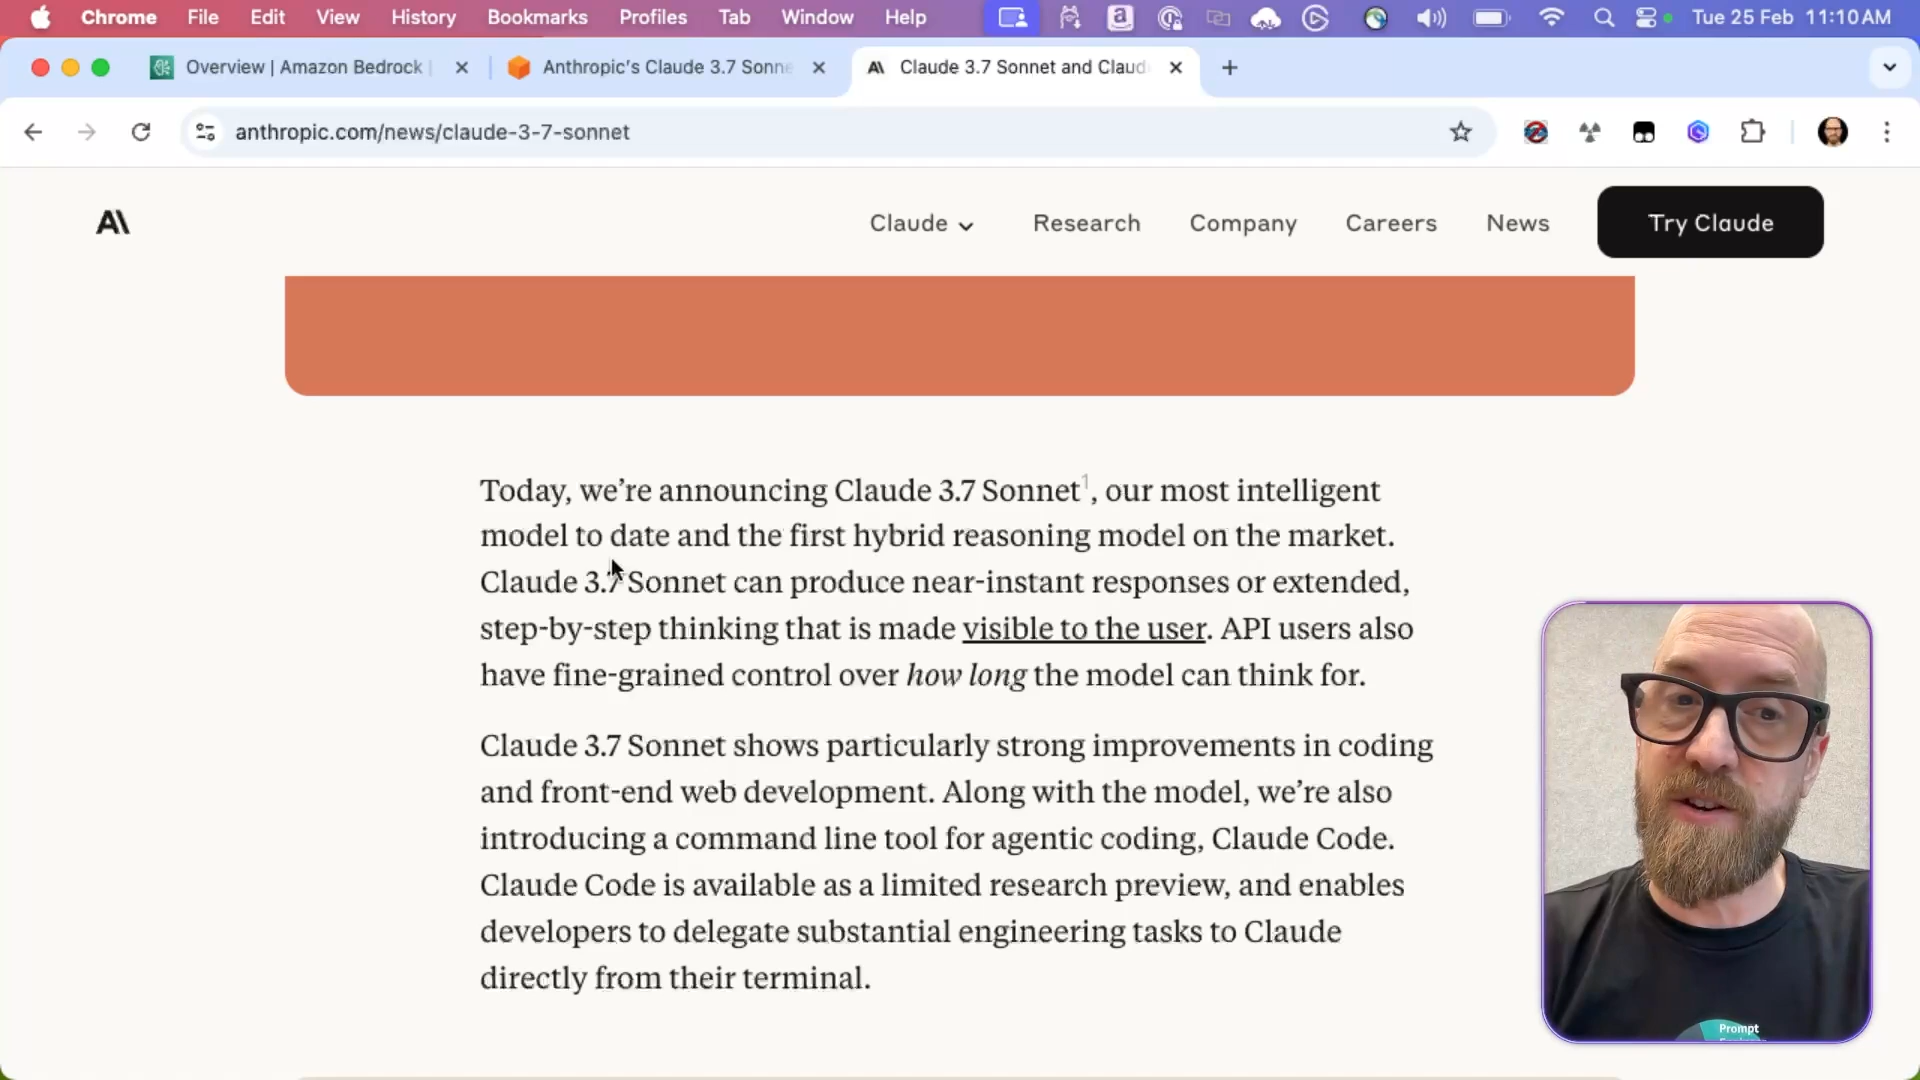 Chrome File Edit View History Bookmarks Profiles Tab Window Help Tue 25 Feb 11:10 AM
Overview | Amazon Bedrock | Anthropic's Claude 3.7 Sonne Claude 3.7 Sonnet and Claud
anthropic.com/news/claude-3-7-sonnet
A\ Claude Research Company Careers News Try Claude
Today, we’re announcing Claude 3.7 Sonnet1, our most intelligent
model to date and the first hybrid reasoning model on the market.
Claude 3.7 Sonnet can produce near-instant responses or extended,
step-by-step thinking that is made visible to the user. API users also
have fine-grained control over how long the model can think for.
Claude 3.7 Sonnet shows particularly strong improvements in coding
and front-end web development. Along with the model, we’re also
introducing a command line tool for agentic coding, Claude Code.
Claude Code is available as a limited research preview, and enables
developers to delegate substantial engineering tasks to Claude
directly from their terminal.
Prompt